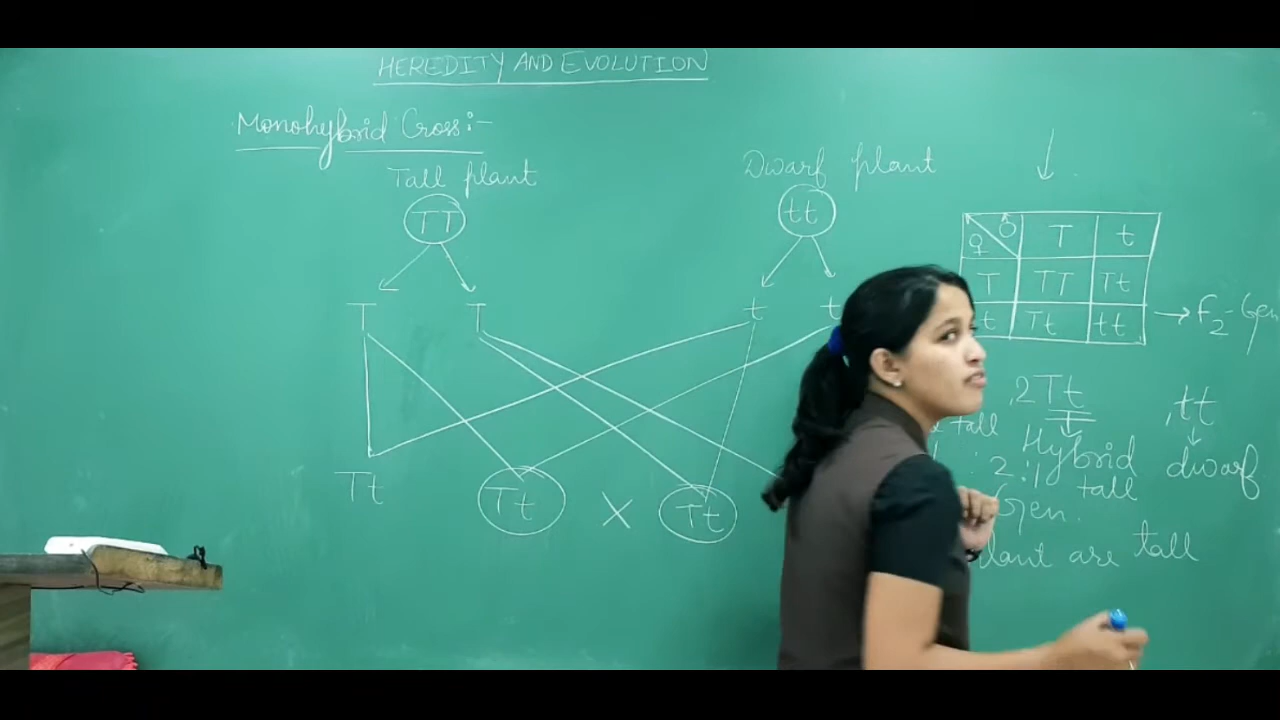 HEREDITY AND EVOLUTION
Monohybrid Cross:-
Tall plant
Dwarf plant
TT
tt
T T t t
Tt Tt X Tt
♀ ♂ T t
T TT Tt
t Tt tt
→ F2-Gen
, 2Tt , tt
tall Hybrid tall dwarf
: 2:1
Gen.
plant are tall